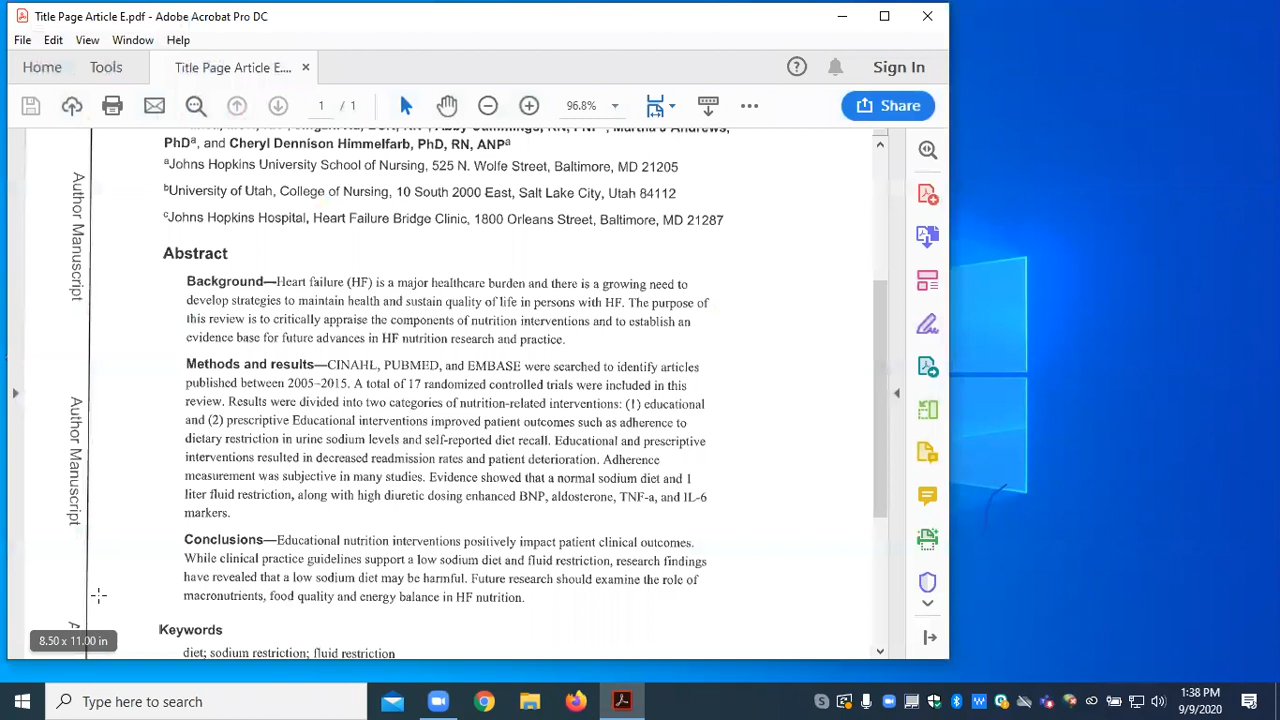 Title Page Article E.pdf - Adobe Acrobat Pro DC
File Edit View Window Help
Home Tools Title Page Article E.... × Sign In
1 / 1 96.8% Share
Abby Cummings, RN, FNP Martha J Andrews,
PhDᵃ, and Cheryl Dennison Himmelfarb, PhD, RN, ANPᵃ
ᵃJohns Hopkins University School of Nursing, 525 N. Wolfe Street, Baltimore, MD 21205
ᵇUniversity of Utah, College of Nursing, 10 South 2000 East, Salt Lake City, Utah 84112
ᶜJohns Hopkins Hospital, Heart Failure Bridge Clinic, 1800 Orleans Street, Baltimore, MD 21287
Author Manuscript
Abstract
Background—Heart failure (HF) is a major healthcare burden and there is a growing need to
develop strategies to maintain health and sustain quality of life in persons with HF. The purpose of
this review is to critically appraise the components of nutrition interventions and to establish an
evidence base for future advances in HF nutrition research and practice.
Methods and results—CINAHL, PUBMED, and EMBASE were searched to identify articles
published between 2005–2015. A total of 17 randomized controlled trials were included in this
review. Results were divided into two categories of nutrition-related interventions: (1) educational
and (2) prescriptive Educational interventions improved patient outcomes such as adherence to
dietary restriction in urine sodium levels and self-reported diet recall. Educational and prescriptive
interventions resulted in decreased readmission rates and patient deterioration. Adherence
measurement was subjective in many studies. Evidence showed that a normal sodium diet and 1
liter fluid restriction, along with high diuretic dosing enhanced BNP, aldosterone, TNF-a, and IL-6
markers.
Author Manuscript
Conclusions—Educational nutrition interventions positively impact patient clinical outcomes.
While clinical practice guidelines support a low sodium diet and fluid restriction, research findings
have revealed that a low sodium diet may be harmful. Future research should examine the role of
macronutrients, food quality and energy balance in HF nutrition.
Keywords
8.50 x 11.00 in
diet; sodium restriction; fluid restriction
Type here to search
1:38 PM
9/9/2020